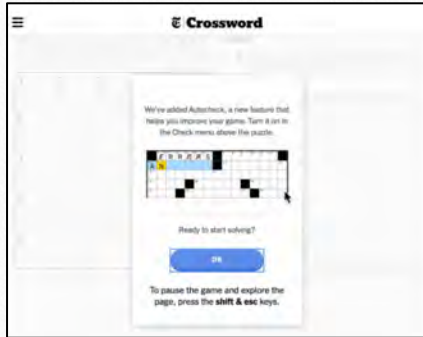 Crossword
We've added Autocheck, a new feature that
helps you improve your game. Turn it on in
the Check menu above the puzzle.
A N
Ready to start solving?
OK
To pause the game and explore the
page, press the shift & esc keys.